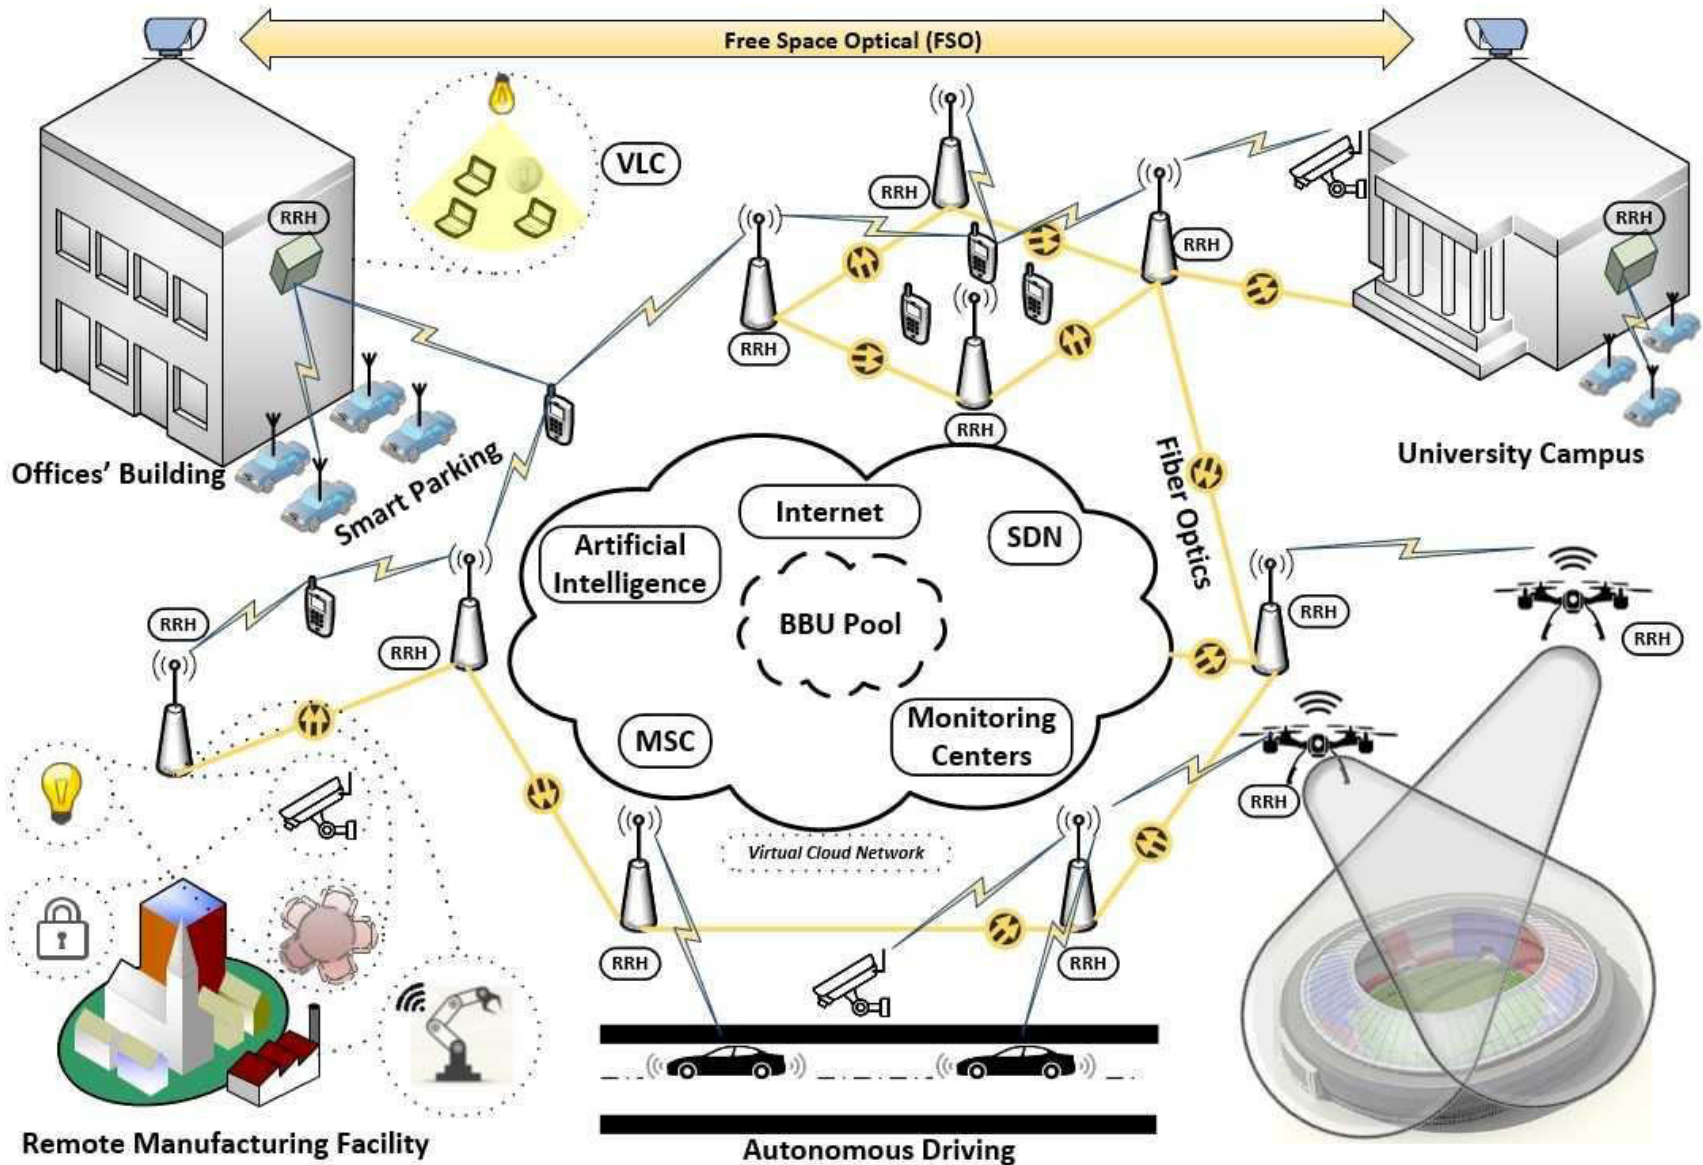 Free Space Optical (FSO)
VLC
RRH
RRH
RRH
RRH
RRH
RRH
Offices' Building
Smart Parking
University Campus
Fiber Optics
Internet
SDN
Artificial
Intelligence
BBU Pool
MSC
Monitoring
Centers
RRH
RRH
RRH
RRH
RRH
Virtual Cloud Network
RRH
RRH
Remote Manufacturing Facility
Autonomous Driving